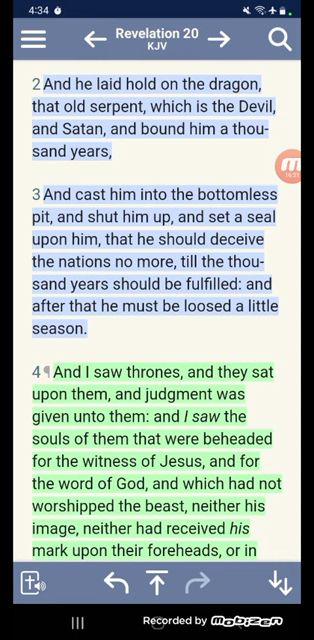 4:34
Revelation 20
KJV
2 And he laid hold on the dragon,
that old serpent, which is the Devil,
and Satan, and bound him a thou-
sand years,
3 And cast him into the bottomless
pit, and shut him up, and set a seal
upon him, that he should deceive
the nations no more, till the thou-
sand years should be fulfilled: and
after that he must be loosed a little
season.
4 ¶ And I saw thrones, and they sat
upon them, and judgment was
given unto them: and I saw the
souls of them that were beheaded
for the witness of Jesus, and for
the word of God, and which had not
worshipped the beast, neither his
image, neither had received his
mark upon their foreheads, or in
Recorded by Mobizen